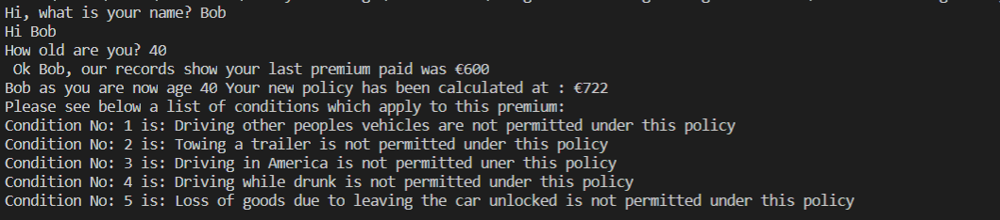 Hi, what is your name? Bob
Hi Bob
How old are you? 40
 Ok Bob, our records show your last premium paid was €600
Bob as you are now age 40 Your new policy has been calculated at : €722
Please see below a list of conditions which apply to this premium:
Condition No: 1 is: Driving other peoples vehicles are not permitted under this policy
Condition No: 2 is: Towing a trailer is not permitted under this policy
Condition No: 3 is: Driving in America is not permitted uner this policy
Condition No: 4 is: Driving while drunk is not permitted under this policy
Condition No: 5 is: Loss of goods due to leaving the car unlocked is not permitted under this policy